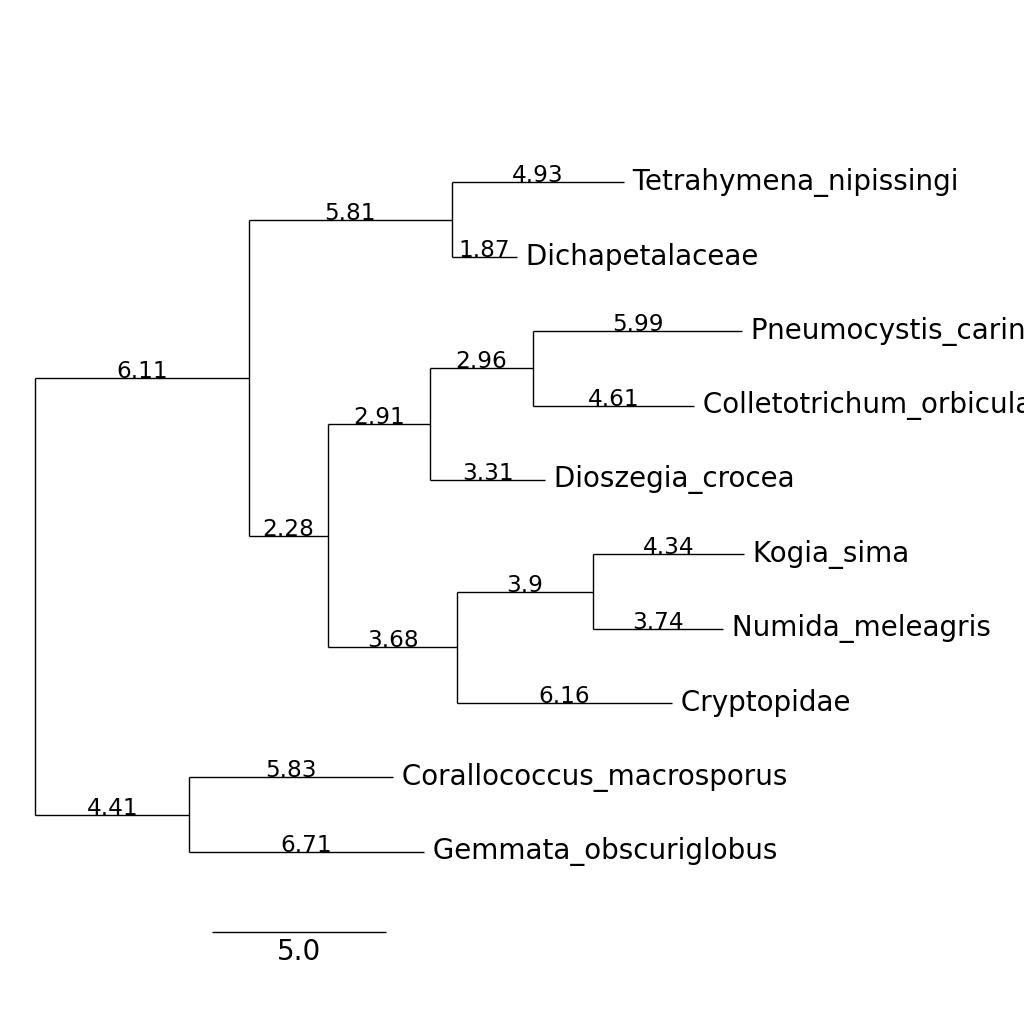 4.93 Tetrahymena_nipissingi
5.81
1.87 Dichapetalaceae
5.99 Pneumocystis_carin
2.96
6.11
4.61 Colletotrichum_orbicula
2.91
3.31 Dioszegia_crocea
2.28
4.34 Kogia_sima
3.9
3.74 Numida_meleagris
3.68
6.16 Cryptopidae
5.83 Corallococcus_macrosporus
4.41
6.71 Gemmata_obscuriglobus
5.0